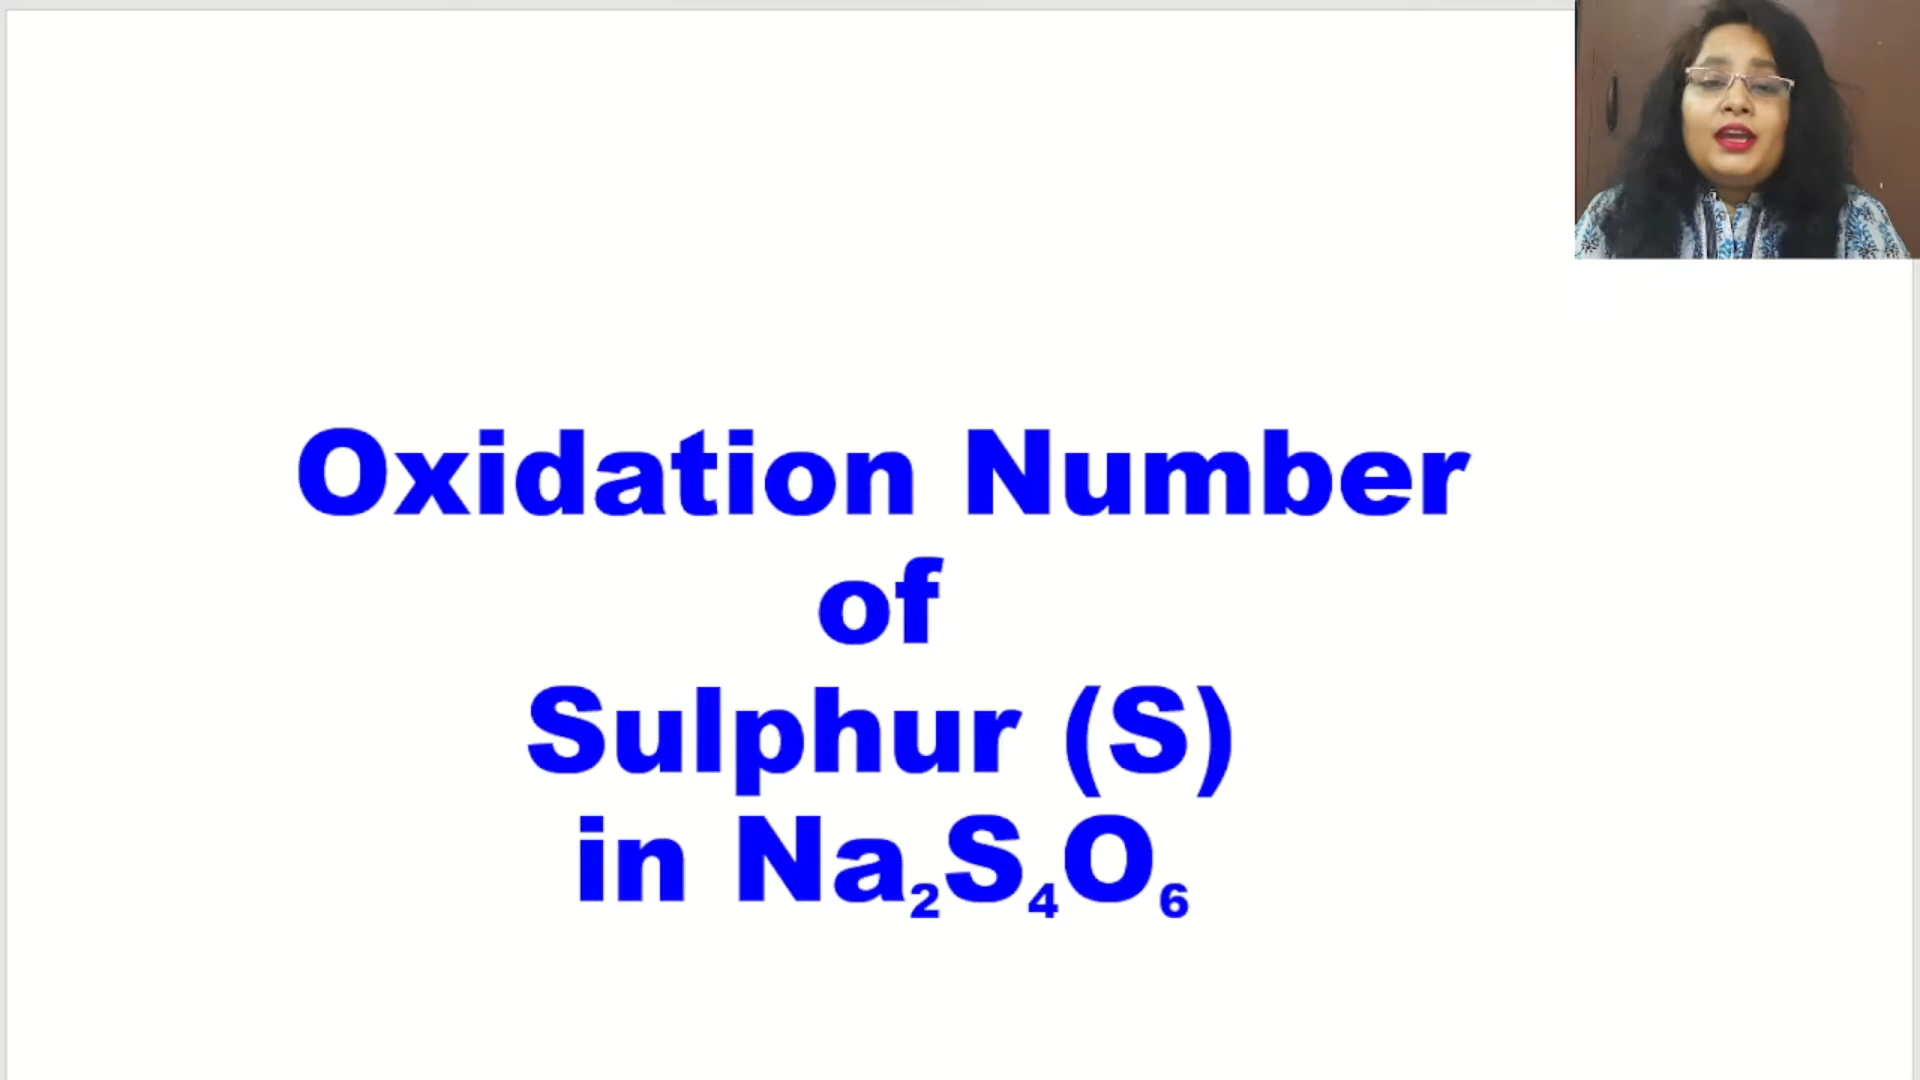 Oxidation Number
of
Sulphur (S)
in Na₂S₄O₆